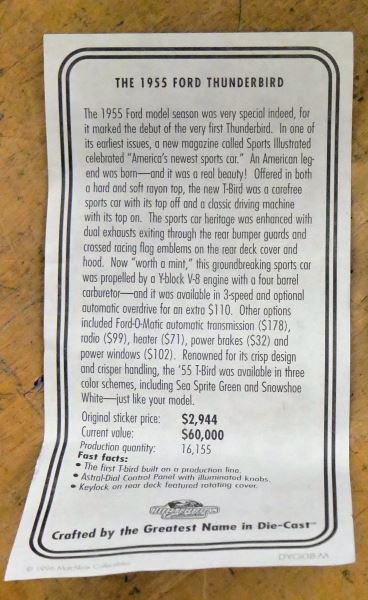 THE 1955 FORD THUNDERBIRD
The 1955 Ford model season was very special indeed, for
it marked the debut of the very first Thunderbird. In one of
its earliest issues, a new magazine called Sports Illustrated
celebrated "America's newest sports car." An American leg-
end was born—and it was a real beauty! Offered in both
a hard and soft rayon top, the new T-Bird was a carefree
sports car with its top off and a classic driving machine
with its top on. The sports car heritage was enhanced with
dual exhausts exiting through the rear bumper guards and
crossed racing flag emblems on the rear deck cover and
hood. Now "worth a mint," this groundbreaking sports car
was propelled by a Y-block V-8 engine with a four barrel
carburetor—and it was available in 3-speed and optional
automatic overdrive for an extra $110. Other options
included Ford-O-Matic automatic transmission ($178),
radio ($99), heater ($71), power brakes ($32) and
power windows ($102). Renowned for its crisp design
and crisper handling, the '55 T-Bird was available in three
color schemes, including Sea Sprite Green and Snowshoe
White—just like your model.
Original sticker price: $2,944
Current value: $60,000
Production quantity: 16,155
Fast facts:
• The first T-bird built on a production line.
• Astral-Dial Control Panel with illuminated knobs.
• Keylock on rear deck featured rotating cover.
Crafted by the Greatest Name in Die-Cast™
© 1996 Matchbox Collectibles